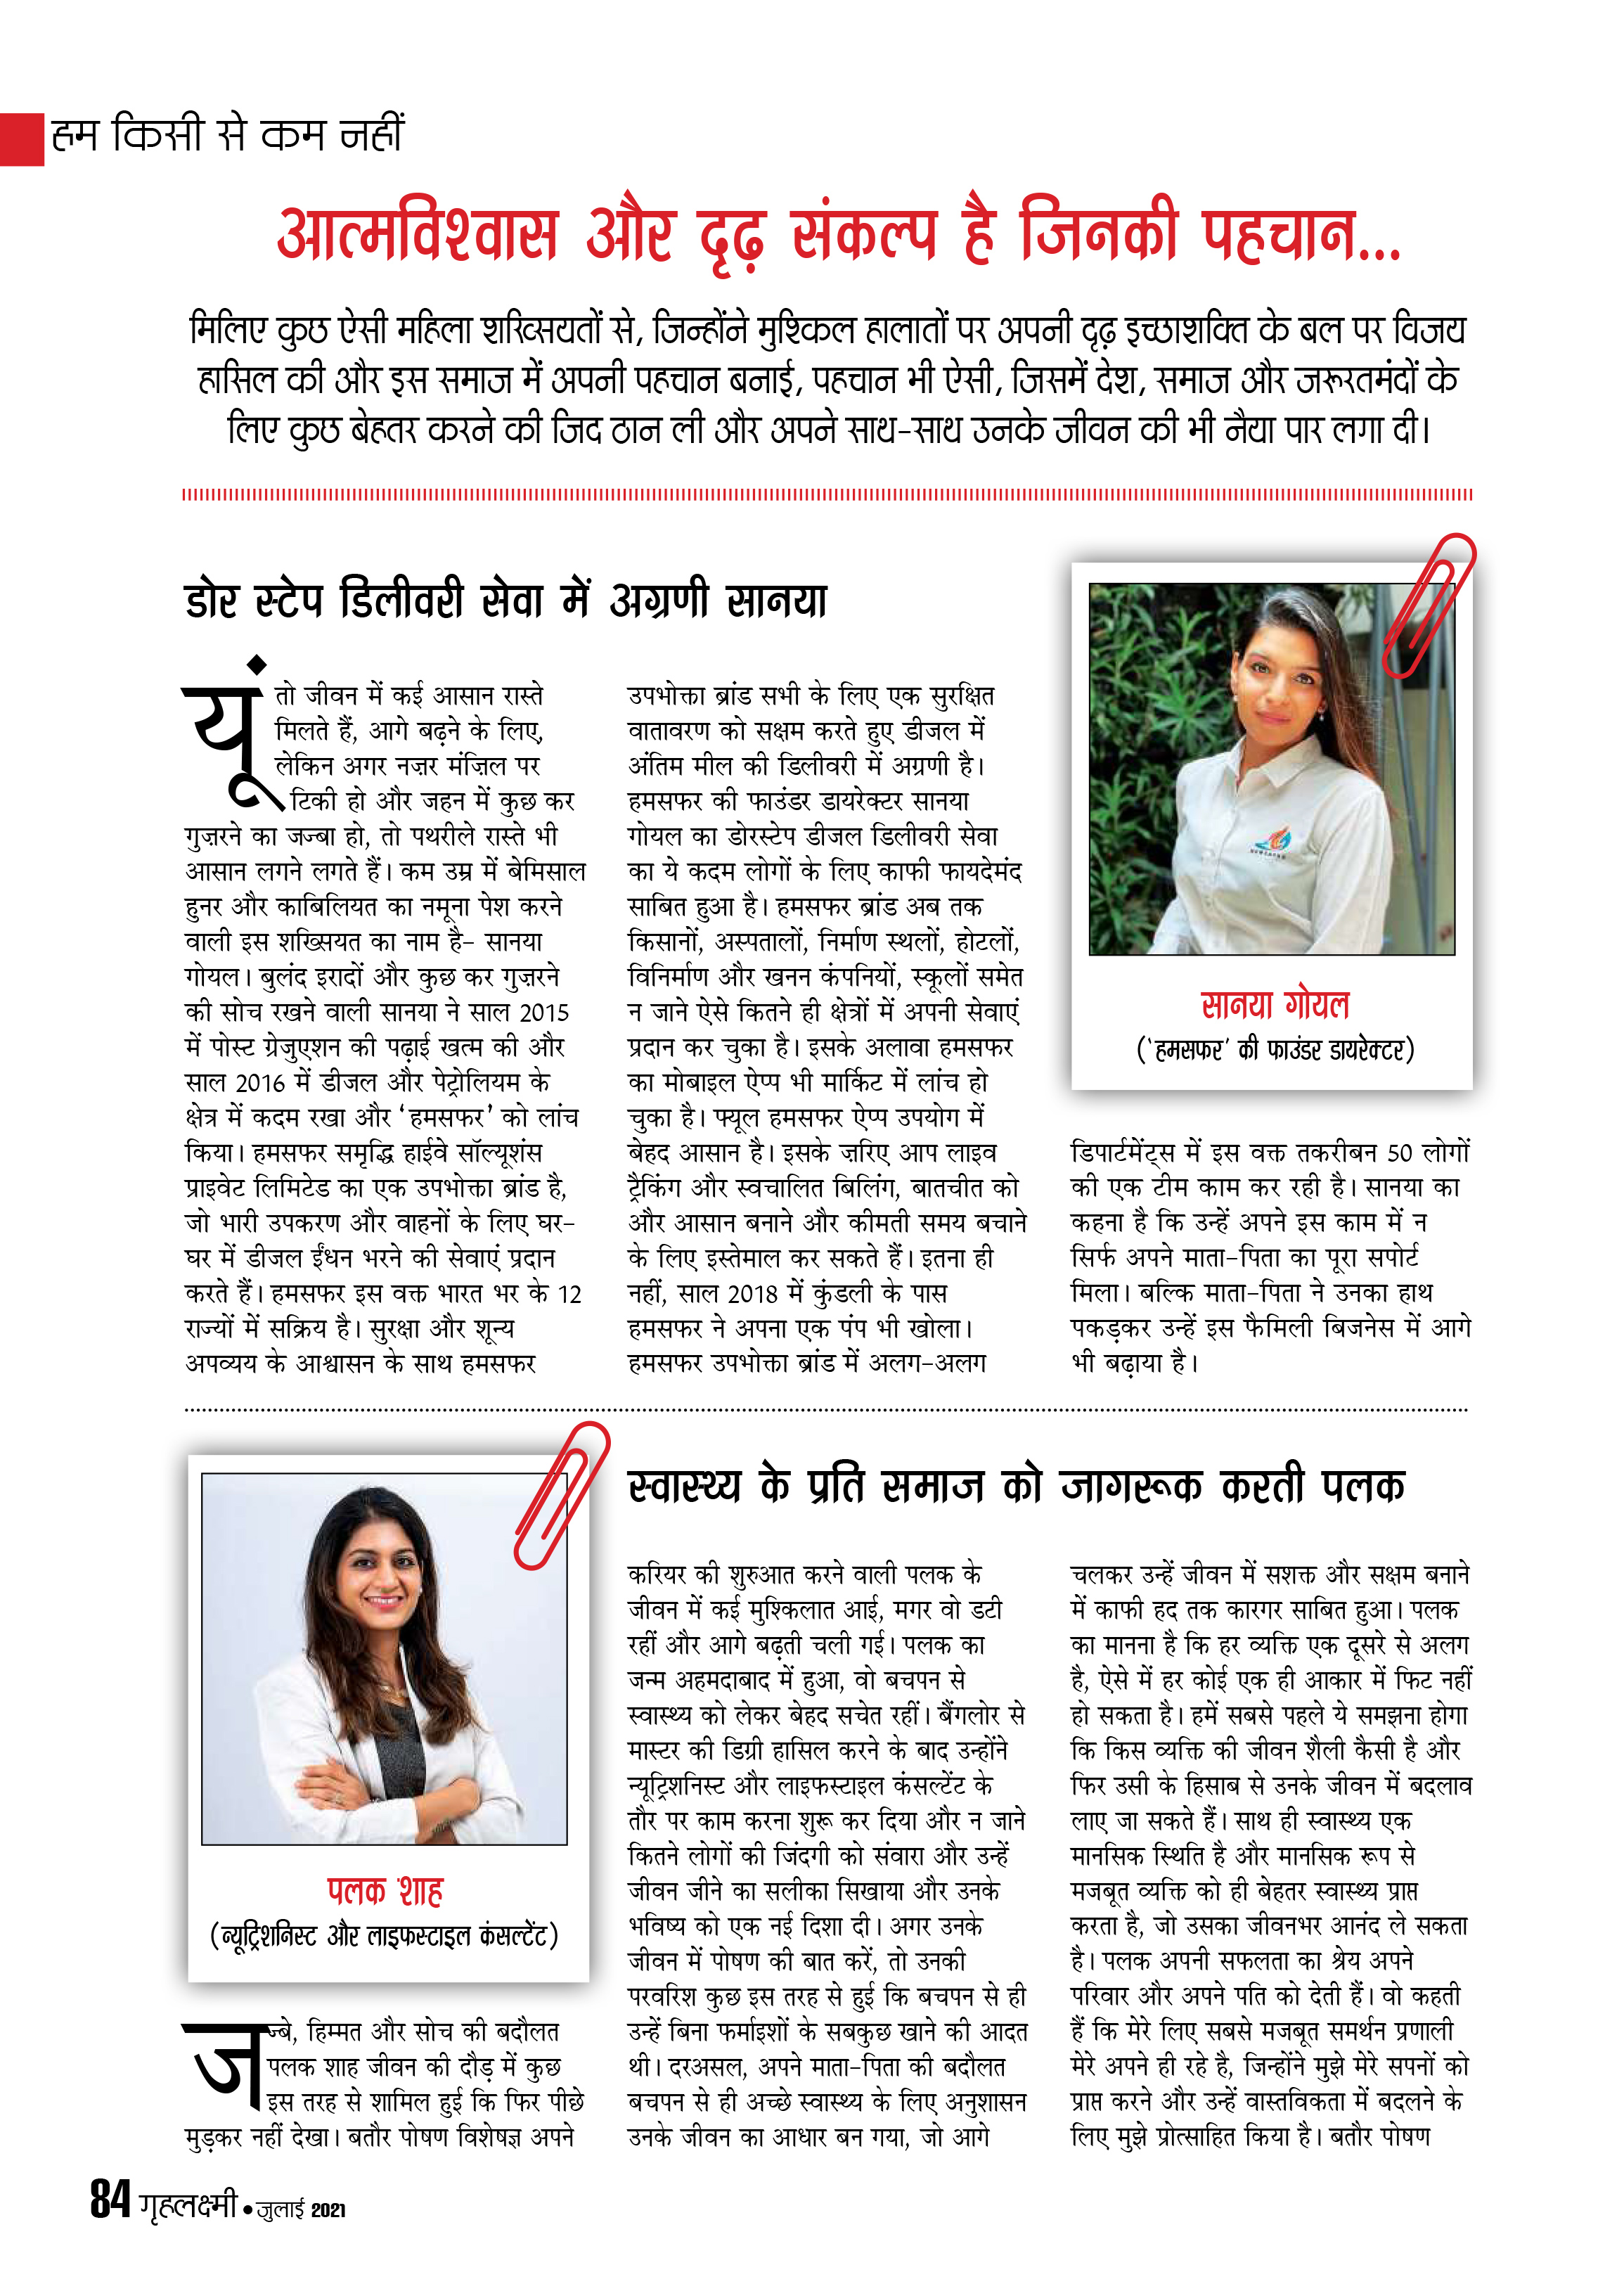 हम किसी से कम नहीं
आत्मविश्वास और दृढ़ संकल्प है जिनकी पहचान...
मिलिए कुछ ऐसी महिला शख्सियतों से, जिन्होंने मुश्किल हालातों पर अपनी दृढ़ इच्छाशक्ति के बल पर विजय
हासिल की और इस समाज में अपनी पहचान बनाई, पहचान भी ऐसी, जिसमें देश, समाज और जरूरतमंदों के
लिए कुछ बेहतर करने की जिद ठान ली और अपने साथ-साथ उनके जीवन की भी नैया पार लगा दी।
डोर स्टेप डिलीवरी सेवा में अग्रणी सानया
यूं तो जीवन में कई आसान रास्ते
मिलते हैं, आगे बढ़ने के लिए,
लेकिन अगर नज़र मंज़िल पर
टिकी हो और जहन में कुछ कर
गुज़रने का जज्बा हो, तो पथरीले रास्ते भी
आसान लगने लगते हैं। कम उम्र में बेमिसाल
हुनर और काबिलियत का नमूना पेश करने
वाली इस शख्सियत का नाम है- सानया
गोयल। बुलंद इरादों और कुछ कर गुज़रने
की सोच रखने वाली सानया ने साल 2015
में पोस्ट ग्रेजुएशन की पढ़ाई खत्म की और
साल 2016 में डीजल और पेट्रोलियम के
क्षेत्र में कदम रखा और ‘हमसफर’ को लांच
किया। हमसफर समृद्धि हाईवे सॉल्यूशंस
प्राइवेट लिमिटेड का एक उपभोक्ता ब्रांड है,
जो भारी उपकरण और वाहनों के लिए घर-
घर में डीजल ईंधन भरने की सेवाएं प्रदान
करते हैं। हमसफर इस वक्त भारत भर के 12
राज्यों में सक्रिय है। सुरक्षा और शून्य
अपव्यय के आश्वासन के साथ हमसफर
उपभोक्ता ब्रांड सभी के लिए एक सुरक्षित
वातावरण को सक्षम करते हुए डीजल में
अंतिम मील की डिलीवरी में अग्रणी है।
हमसफर की फाउंडर डायरेक्टर सानया
गोयल का डोरस्टेप डीजल डिलीवरी सेवा
का ये कदम लोगों के लिए काफी फायदेमंद
साबित हुआ है। हमसफर ब्रांड अब तक
किसानों, अस्पतालों, निर्माण स्थलों, होटलों,
विनिर्माण और खनन कंपनियों, स्कूलों समेत
न जाने ऐसे कितने ही क्षेत्रों में अपनी सेवाएं
प्रदान कर चुका है। इसके अलावा हमसफर
का मोबाइल ऐप्प भी मार्किट में लांच हो
चुका है। फ्यूल हमसफर ऐप्प उपयोग में
बेहद आसान है। इसके ज़रिए आप लाइव
ट्रैकिंग और स्वचालित बिलिंग, बातचीत को
और आसान बनाने और कीमती समय बचाने
के लिए इस्तेमाल कर सकते हैं। इतना ही
नहीं, साल 2018 में कुंडली के पास
हमसफर ने अपना एक पंप भी खोला।
हमसफर उपभोक्ता ब्रांड में अलग-अलग
सानया गोयल
(‘हमसफर’ की फाउंडर डायरेक्टर)
डिपार्टमेंट्स में इस वक्त तकरीबन 50 लोगों
की एक टीम काम कर रही है। सानया का
कहना है कि उन्हें अपने इस काम में न
सिर्फ अपने माता-पिता का पूरा सपोर्ट
मिला। बल्कि माता-पिता ने उनका हाथ
पकड़कर उन्हें इस फैमिली बिजनेस में आगे
भी बढ़ाया है।
पलक शाह
(न्यूट्रिशनिस्ट और लाइफस्टाइल कंसल्टेंट)
स्वास्थ्य के प्रति समाज को जागरूक करती पलक
जज्बे, हिम्मत और सोच की बदौलत
पलक शाह जीवन की दौड़ में कुछ
इस तरह से शामिल हुई कि फिर पीछे
मुड़कर नहीं देखा। बतौर पोषण विशेषज्ञ अपने
करियर की शुरुआत करने वाली पलक के
जीवन में कई मुश्किलात आई, मगर वो डटी
रहीं और आगे बढ़ती चली गई। पलक का
जन्म अहमदाबाद में हुआ, वो बचपन से
स्वास्थ्य को लेकर बेहद सचेत रहीं। बैंगलोर से
मास्टर की डिग्री हासिल करने के बाद उन्होंने
न्यूट्रिशनिस्ट और लाइफस्टाइल कंसल्टेंट के
तौर पर काम करना शुरू कर दिया और न जाने
कितने लोगों की जिंदगी को संवारा और उन्हें
जीवन जीने का सलीका सिखाया और उनके
भविष्य को एक नई दिशा दी। अगर उनके
जीवन में पोषण की बात करें, तो उनकी
परवरिश कुछ इस तरह से हुई कि बचपन से ही
उन्हें बिना फर्माइशों के सबकुछ खाने की आदत
थी। दरअसल, अपने माता-पिता की बदौलत
बचपन से ही अच्छे स्वास्थ्य के लिए अनुशासन
उनके जीवन का आधार बन गया, जो आगे
चलकर उन्हें जीवन में सशक्त और सक्षम बनाने
में काफी हद तक कारगर साबित हुआ। पलक
का मानना है कि हर व्यक्ति एक दूसरे से अलग
है, ऐसे में हर कोई एक ही आकार में फिट नहीं
हो सकता है। हमें सबसे पहले ये समझना होगा
कि किस व्यक्ति की जीवन शैली कैसी है और
फिर उसी के हिसाब से उनके जीवन में बदलाव
लाए जा सकते हैं। साथ ही स्वास्थ्य एक
मानसिक स्थिति है और मानसिक रूप से
मजबूत व्यक्ति को ही बेहतर स्वास्थ्य प्राप्त
करता है, जो उसका जीवनभर आनंद ले सकता
है। पलक अपनी सफलता का श्रेय अपने
परिवार और अपने पति को देती हैं। वो कहती
हैं कि मेरे लिए सबसे मजबूत समर्थन प्रणाली
मेरे अपने ही रहे है, जिन्होंने मुझे मेरे सपनों को
प्राप्त करने और उन्हें वास्तविकता में बदलने के
लिए मुझे प्रोत्साहित किया है। बतौर पोषण
84 गृहलक्ष्मी • जुलाई 2021